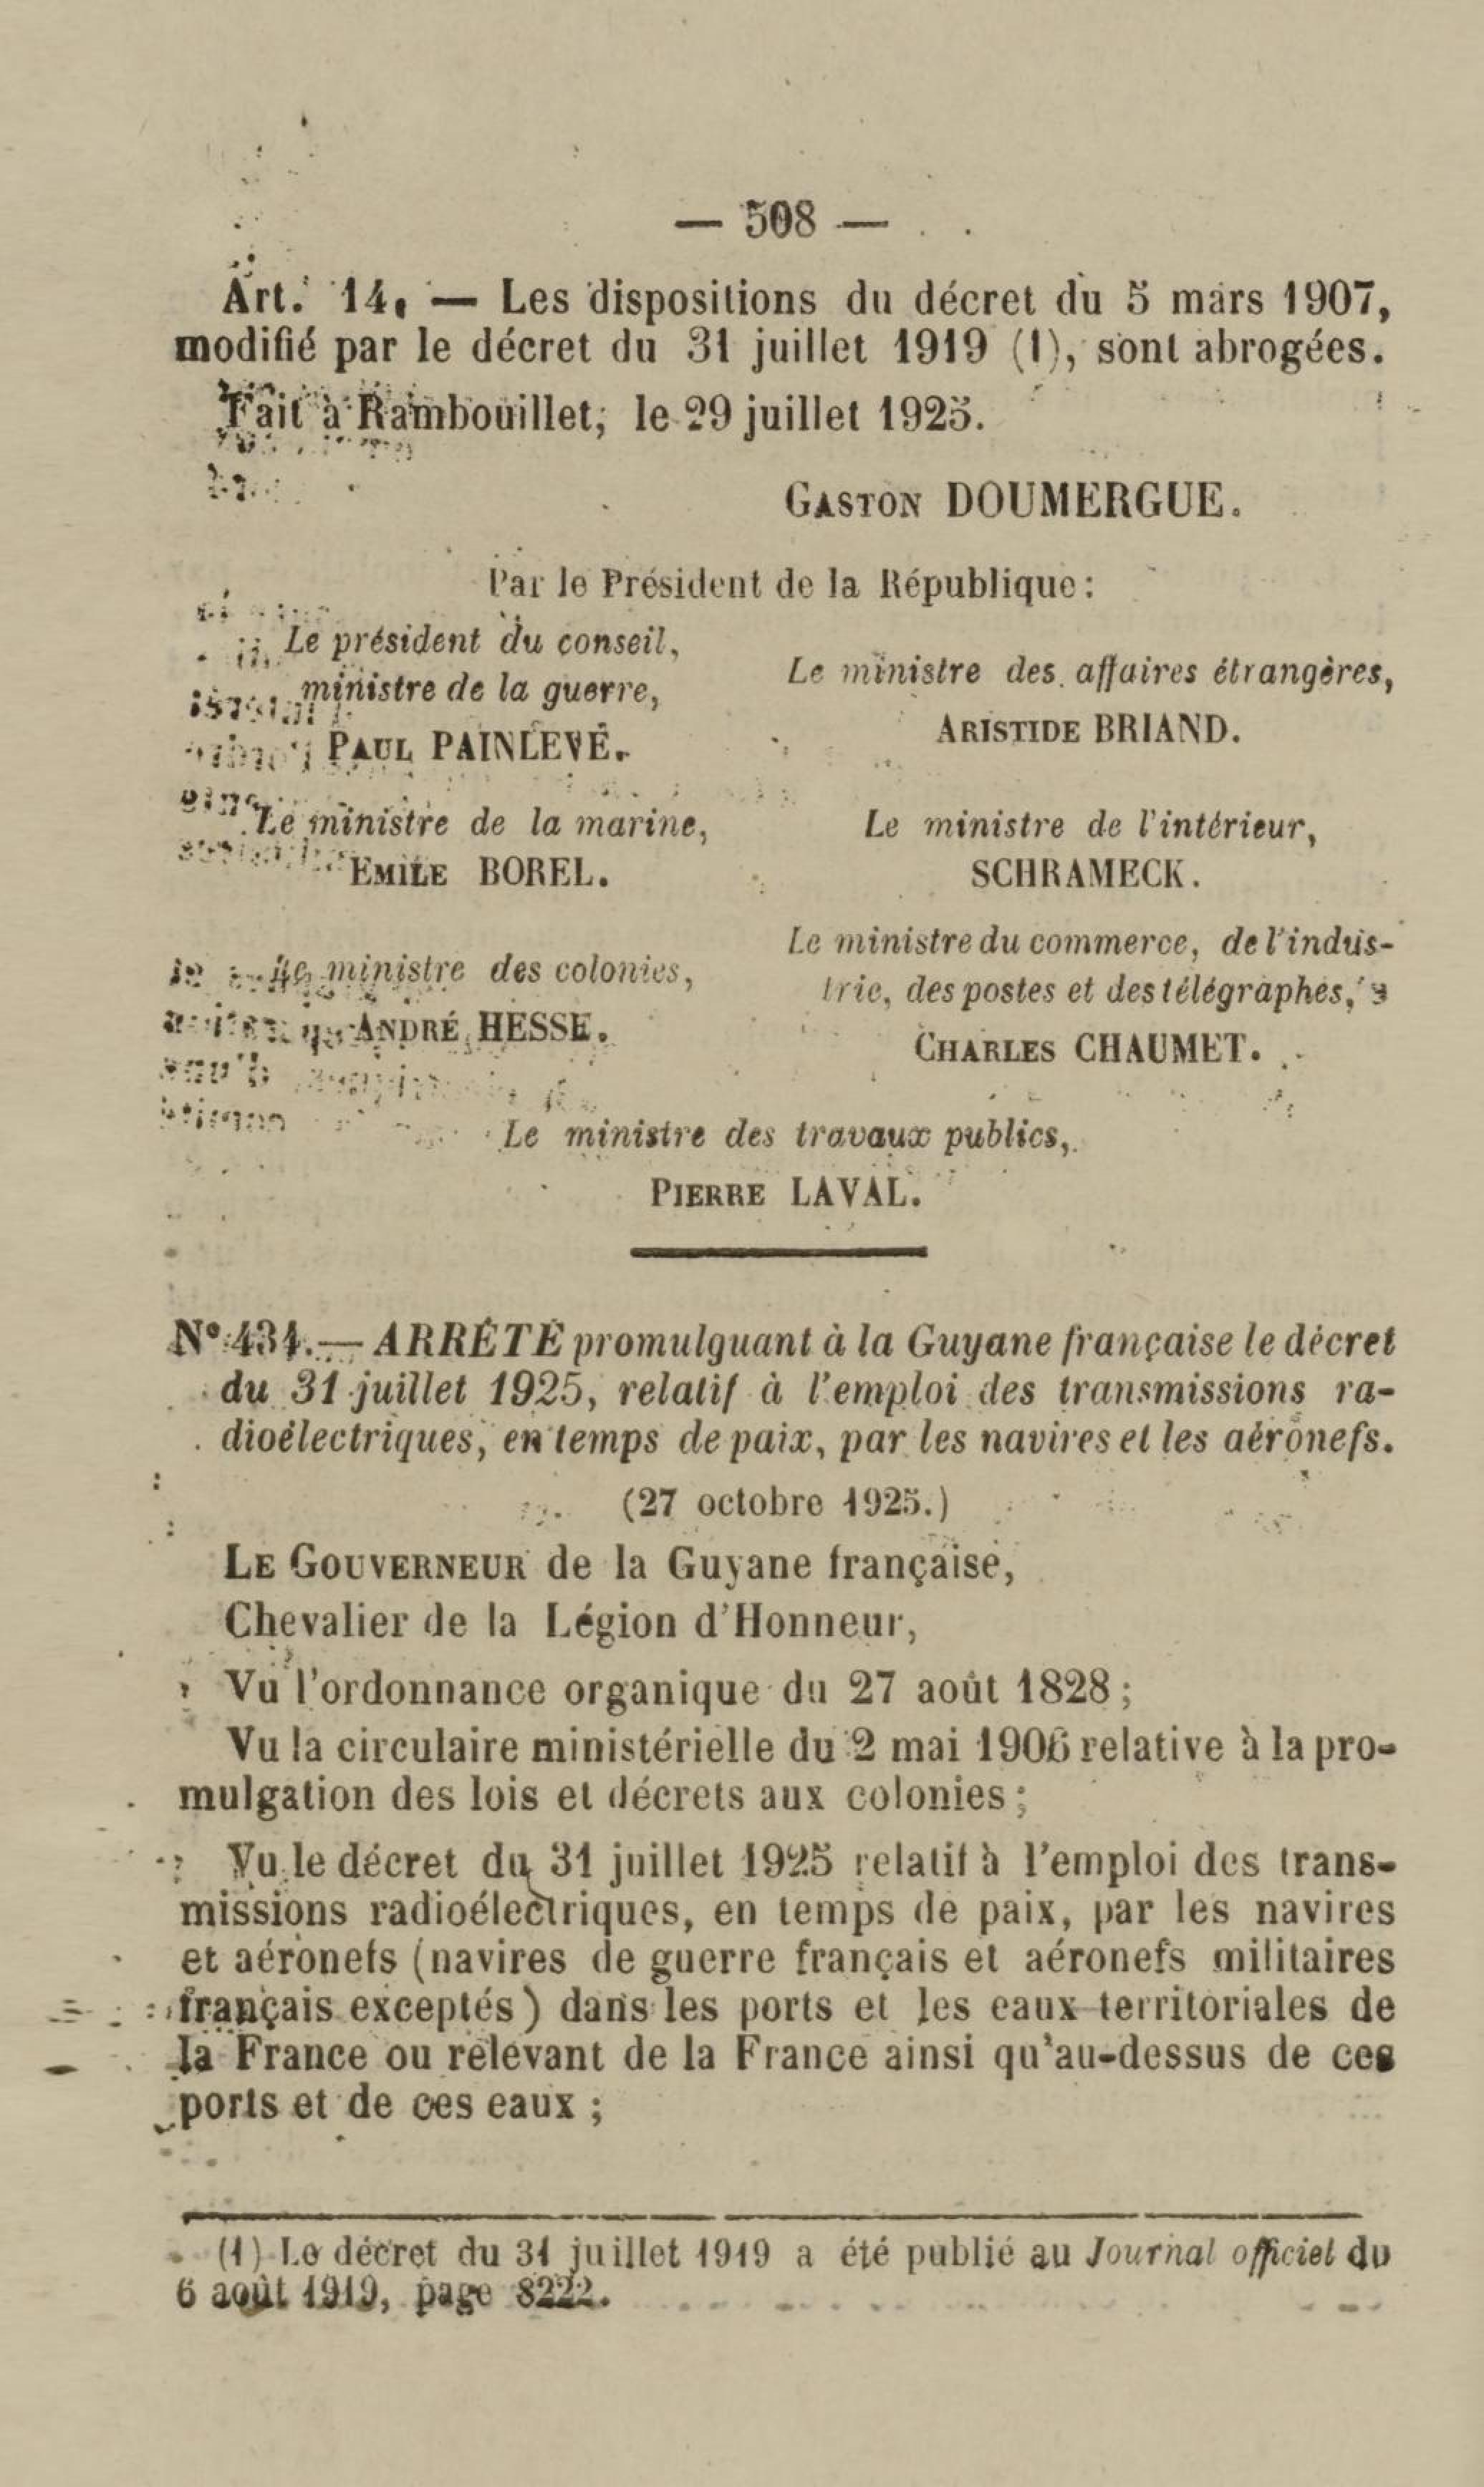 — 508 —
Art. 14. — Les dispositions du décret du 5 mars 1907,
modifié par le décret du 31 juillet 1919 (1), sont abrogées.
Fait à Rambouillet, le 29 juillet 1925.
GASTON DOUMERGUE.
Par le Président de la République:
Le président du conseil,
ministre de la guerre,
PAUL PAINLEVÉ.
Le ministre des affaires étrangères,
ARISTIDE BRIAND.
Le ministre de la marine,
EMILE BOREL.
Le ministre de l'intérieur,
SCHRAMECK.
Le ministre des colonies,
ANDRÉ HESSE.
Le ministre du commerce, de l'indus-
trie, des postes et des télégraphes,
CHARLES CHAUMET.
Le ministre des travaux publics,
PIERRE LAVAL.
N° 434. — ARRÊTÉ promulguant à la Guyane française le décret
du 31 juillet 1925, relatif à l'emploi des transmissions ra-
dioélectriques, en temps de paix, par les navires et les aéronefs.
(27 octobre 1925.)
LE GOUVERNEUR de la Guyane française,
Chevalier de la Légion d'Honneur,
Vu l'ordonnance organique du 27 août 1828;
Vu la circulaire ministérielle du 2 mai 1906 relative à la pro-
mulgation des lois et décrets aux colonies;
Vu le décret du 31 juillet 1925 relatif à l'emploi des trans-
missions radioélectriques, en temps de paix, par les navires
et aéronefs (navires de guerre français et aéronefs militaires
français exceptés) dans les ports et les eaux territoriales de
la France ou relevant de la France ainsi qu'au-dessus de ces
ports et de ces eaux;
(1) Le décret du 31 juillet 1919 a été publié au Journal officiel du
6 août 1919, page 8222.